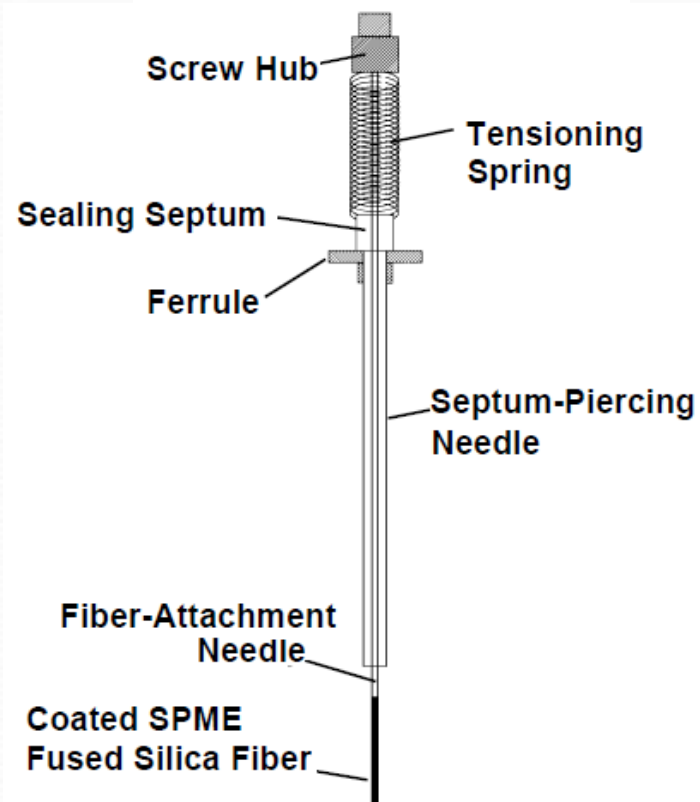 Screw Hub
Tensioning
Spring
Sealing Septum
Ferrule
Septum-Piercing
Needle
Fiber-Attachment
Needle
Coated SPME
Fused Silica Fiber